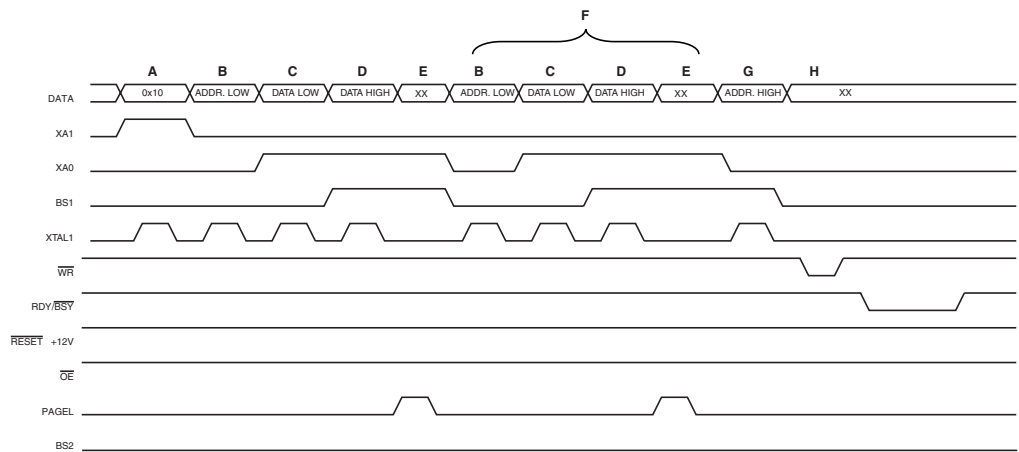 F
A B C D E B C D E G H
DATA 0x10 ADDR. LOW DATA LOW DATA HIGH XX ADDR. LOW DATA LOW DATA HIGH XX ADDR. HIGH XX
XA1
XA0
BS1
XTAL1
WR
RDY/BSY
RESET +12V
OE
PAGEL
BS2